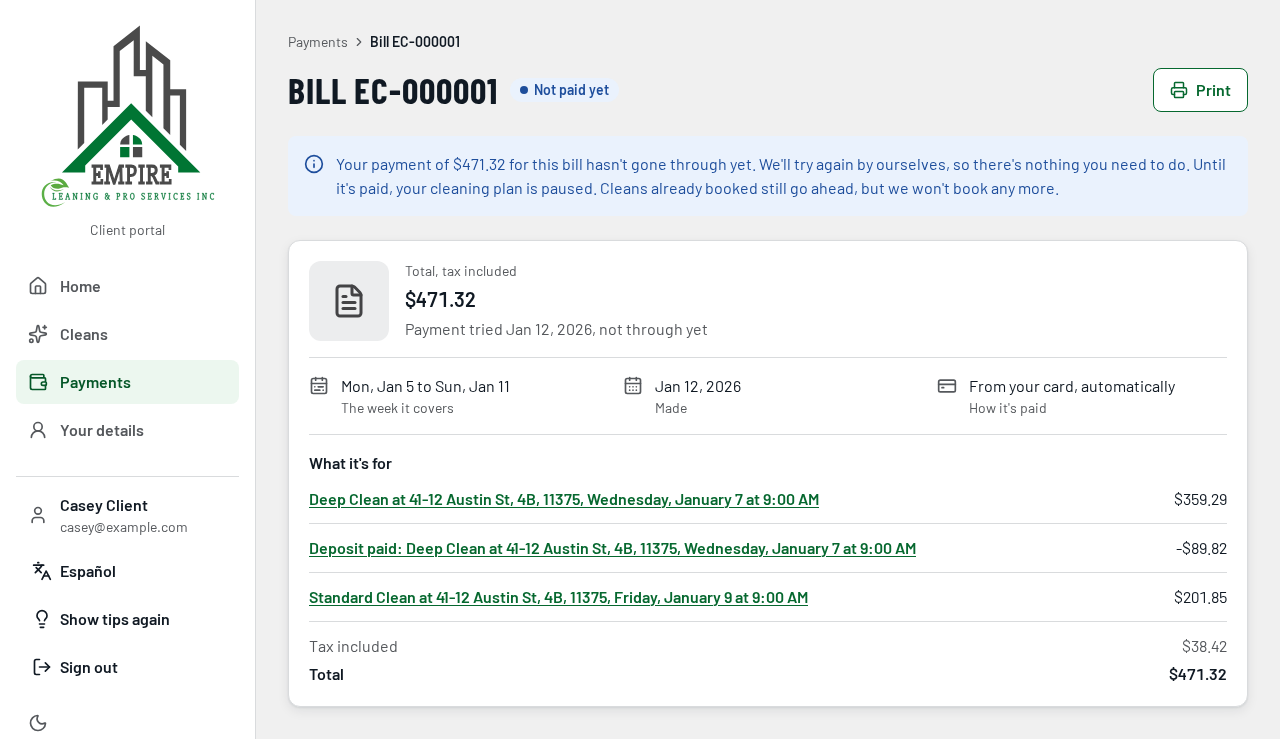 EMPIRE
LEANING & PRO SERVICES INC
Client portal
Home
Cleans
Payments
Your details
Casey Client
casey@example.com
Español
Show tips again
Sign out
Payments > Bill EC-000001
BILL EC-000001
Not paid yet
Print
Your payment of $471.32 for this bill hasn't gone through yet. We'll try again by ourselves, so there's nothing you need to do. Until
it's paid, your cleaning plan is paused. Cleans already booked still go ahead, but we won't book any more.
Total, tax included
$471.32
Payment tried Jan 12, 2026, not through yet
Mon, Jan 5 to Sun, Jan 11
The week it covers
Jan 12, 2026
Made
From your card, automatically
How it's paid
What it's for
Deep Clean at 41-12 Austin St, 4B, 11375, Wednesday, January 7 at 9:00 AM $359.29
Deposit paid: Deep Clean at 41-12 Austin St, 4B, 11375, Wednesday, January 7 at 9:00 AM -$89.82
Standard Clean at 41-12 Austin St, 4B, 11375, Friday, January 9 at 9:00 AM $201.85
Tax included $38.42
Total $471.32